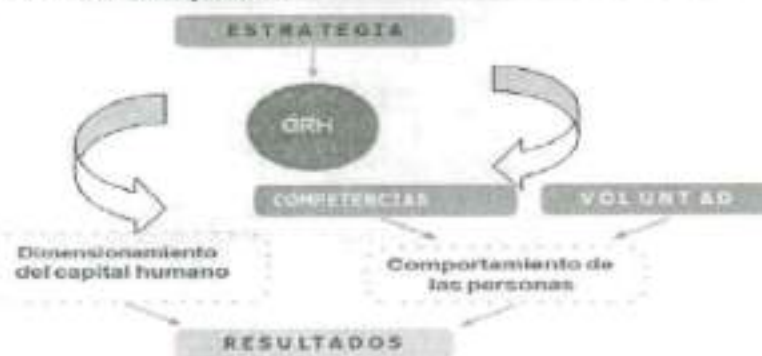 ESTRATEGIA
GRH
COMPETENCIAS
VOLUNTAD
Dimensionamiento
del capital humano
Comportamiento de
las personas
RESULTADOS